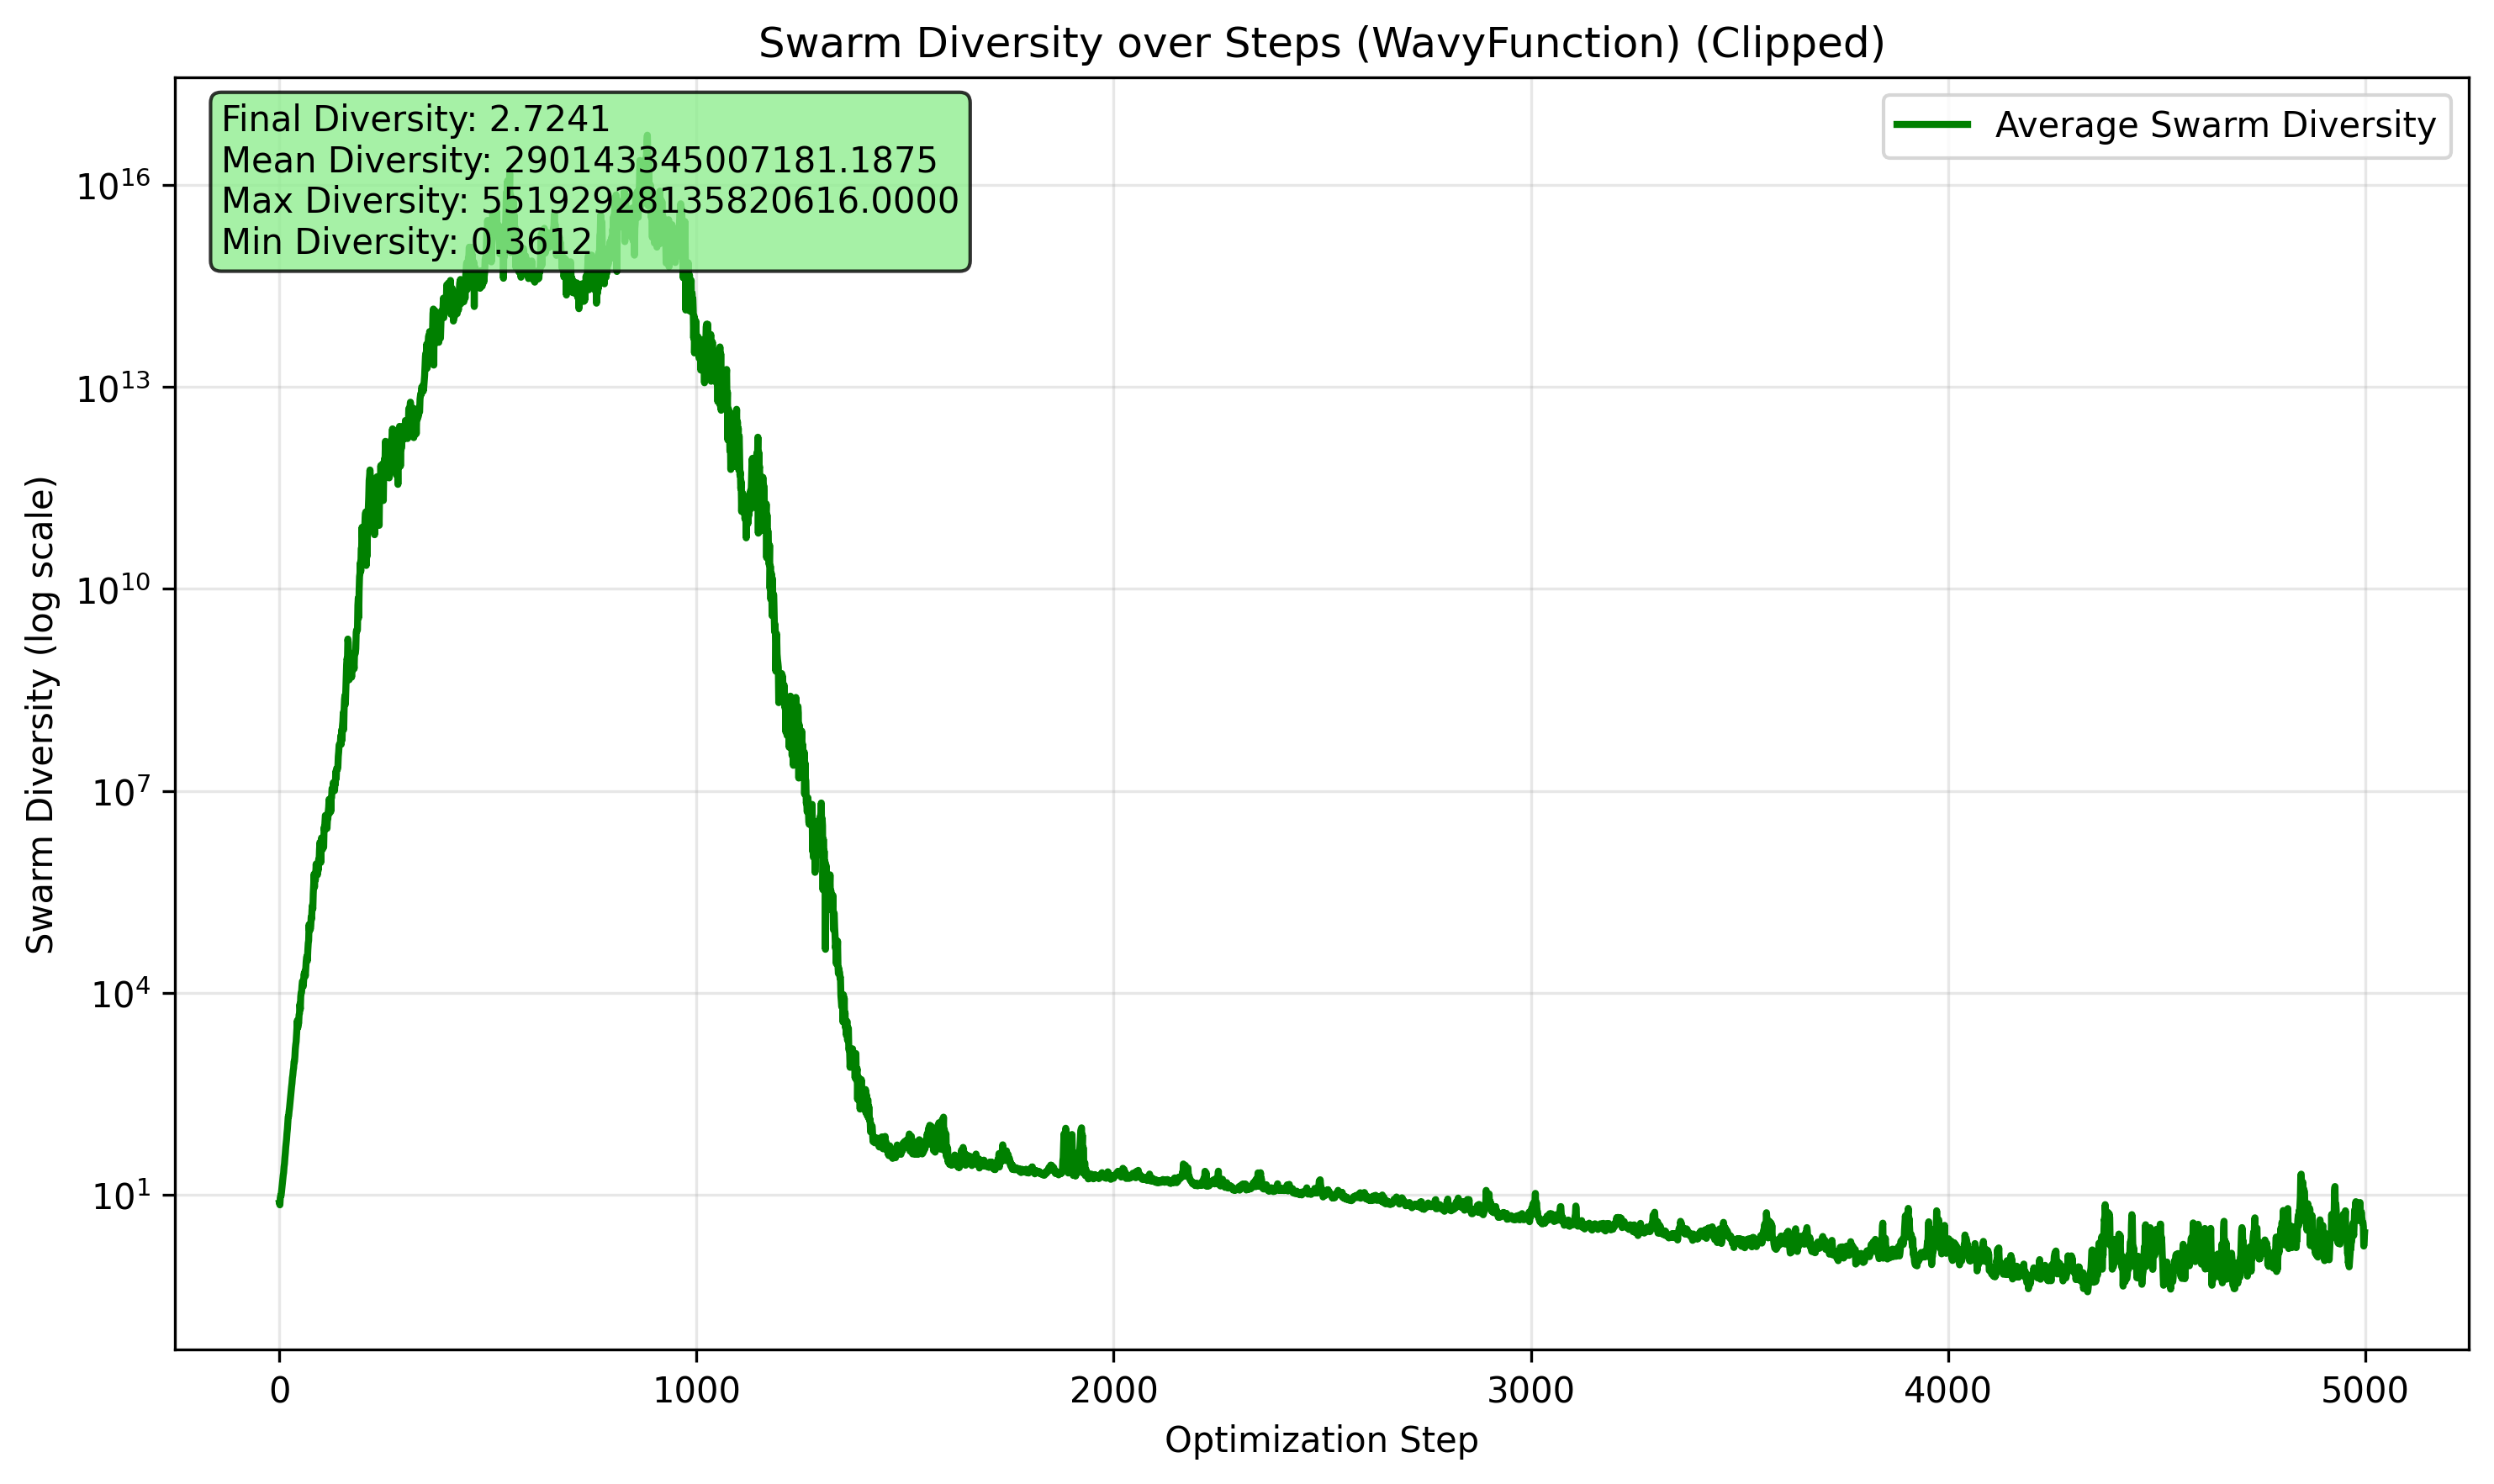 Swarm Diversity over Steps (WavyFunction) (Clipped)
Final Diversity: 2.7241
Mean Diversity: 290143345007181.1875
Max Diversity: 55192928135820616.0000
Min Diversity: 0.3612
Average Swarm Diversity
Swarm Diversity (log scale)
10^16
10^13
10^10
10^7
10^4
10^1
0 1000 2000 3000 4000 5000
Optimization Step